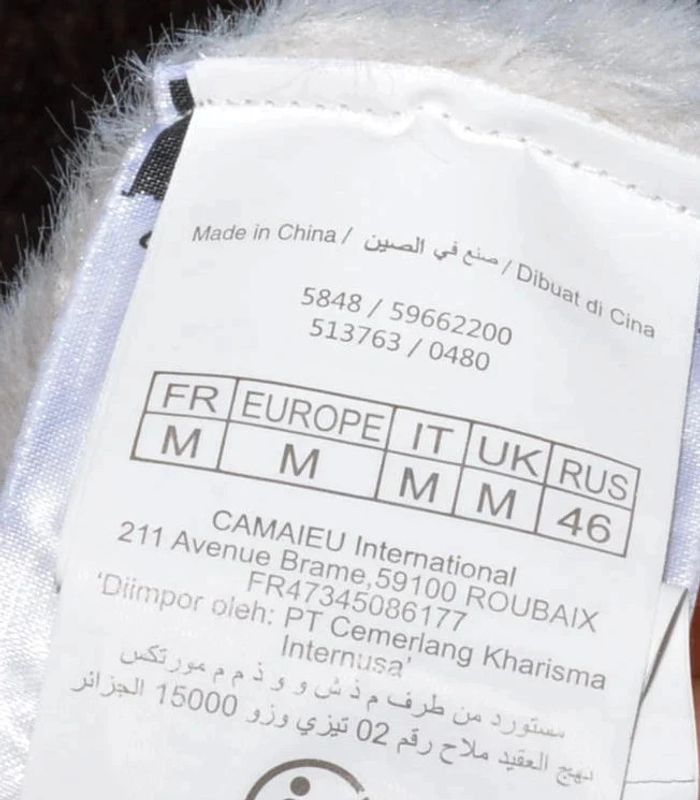 Made in China / صنع في الصين / Dibuat di Cina
5848 / 59662200
513763 / 0480
FR EUROPE IT UK RUS
M M M M 46
CAMAIEU International
211 Avenue Brame,59100 ROUBAIX
FR47345086177
'Diimpor oleh: PT Cemerlang Kharisma
Internusa'
مستورد من طرف م ذ ش و و ذ م م مورتكس
نهج العقيد ملاح رقم 02 تيزي وزو 15000 الجزائر